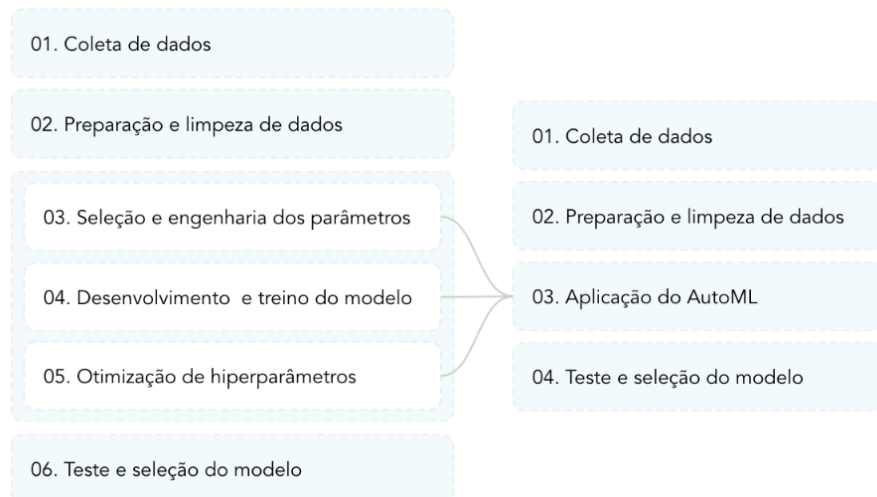 01. Coleta de dados
02. Preparação e limpeza de dados
03. Seleção e engenharia dos parâmetros
04. Desenvolvimento  e treino do modelo
05. Otimização de hiperparâmetros
06. Teste e seleção do modelo
01. Coleta de dados
02. Preparação e limpeza de dados
03. Aplicação do AutoML
04. Teste e seleção do modelo